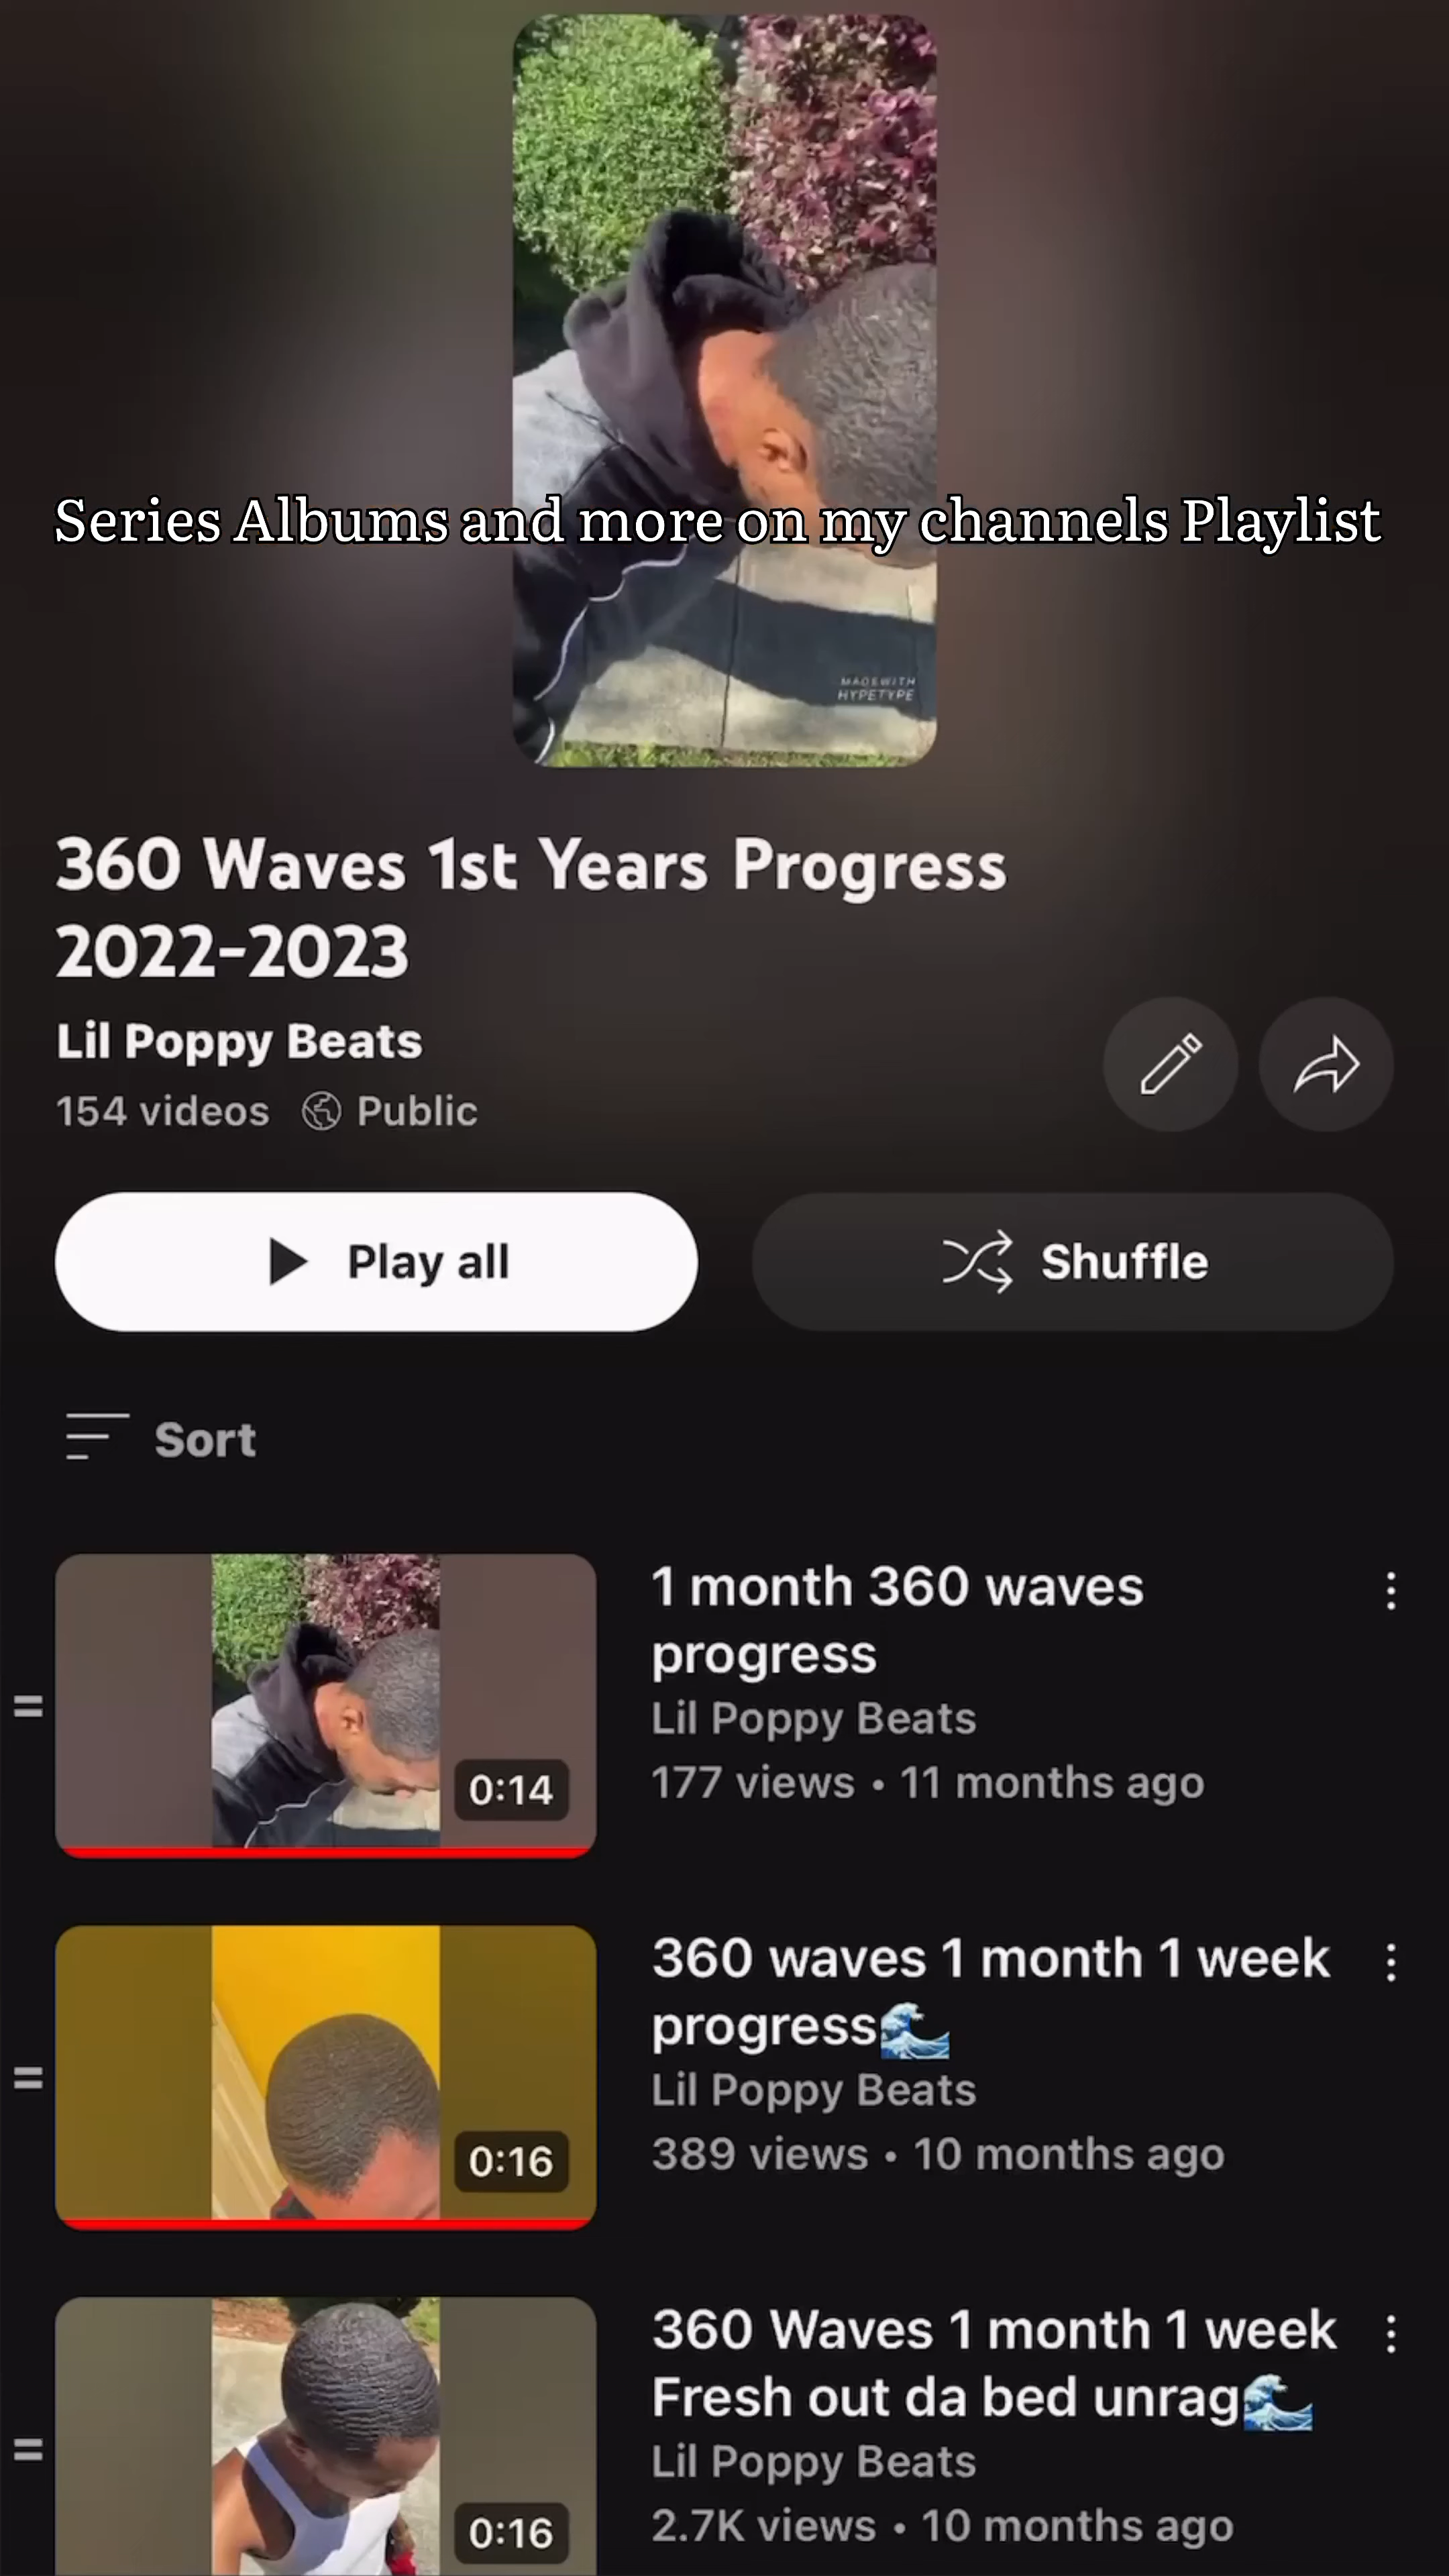 Series Albums and more on my channels Playlist
MADEWITH
HYPETYPE
360 Waves 1st Years Progress
2022-2023
Lil Poppy Beats
154 videos Public
Play all
Shuffle
Sort
1 month 360 waves
progress
Lil Poppy Beats
177 views • 11 months ago
0:14
360 waves 1 month 1 week
progress🌊
Lil Poppy Beats
389 views • 10 months ago
0:16
360 Waves 1 month 1 week
Fresh out da bed unrag🌊
Lil Poppy Beats
2.7K views • 10 months ago
0:16